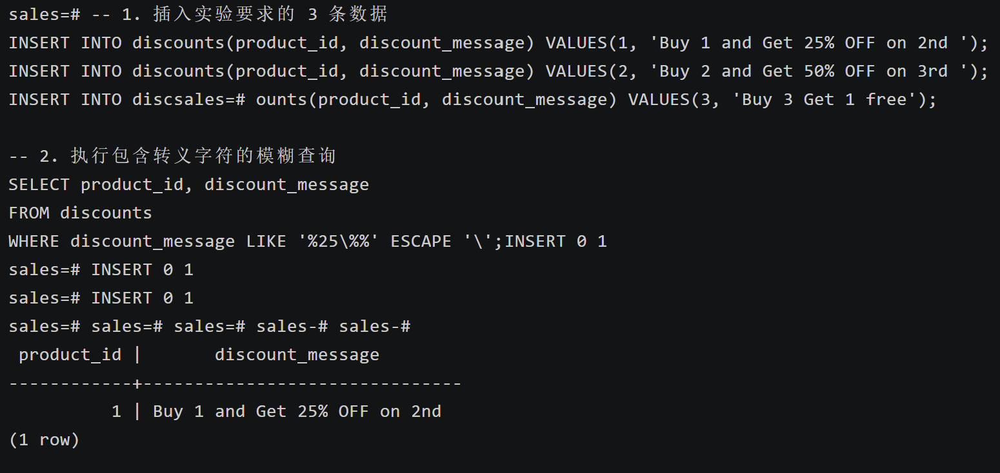 sales=# -- 1. 插入实验要求的 3 条数据
INSERT INTO discounts(product_id, discount_message) VALUES(1, 'Buy 1 and Get 25% OFF on 2nd ');
INSERT INTO discounts(product_id, discount_message) VALUES(2, 'Buy 2 and Get 50% OFF on 3rd ');
INSERT INTO discsales=# ounts(product_id, discount_message) VALUES(3, 'Buy 3 Get 1 free');
-- 2. 执行包含转义字符的模糊查询
SELECT product_id, discount_message
FROM discounts
WHERE discount_message LIKE '%25\%%' ESCAPE '\';INSERT 0 1
sales=# INSERT 0 1
sales=# INSERT 0 1
sales=# sales=# sales=# sales-# sales-#
 product_id |       discount_message
------------+-------------------------------
          1 | Buy 1 and Get 25% OFF on 2nd
(1 row)